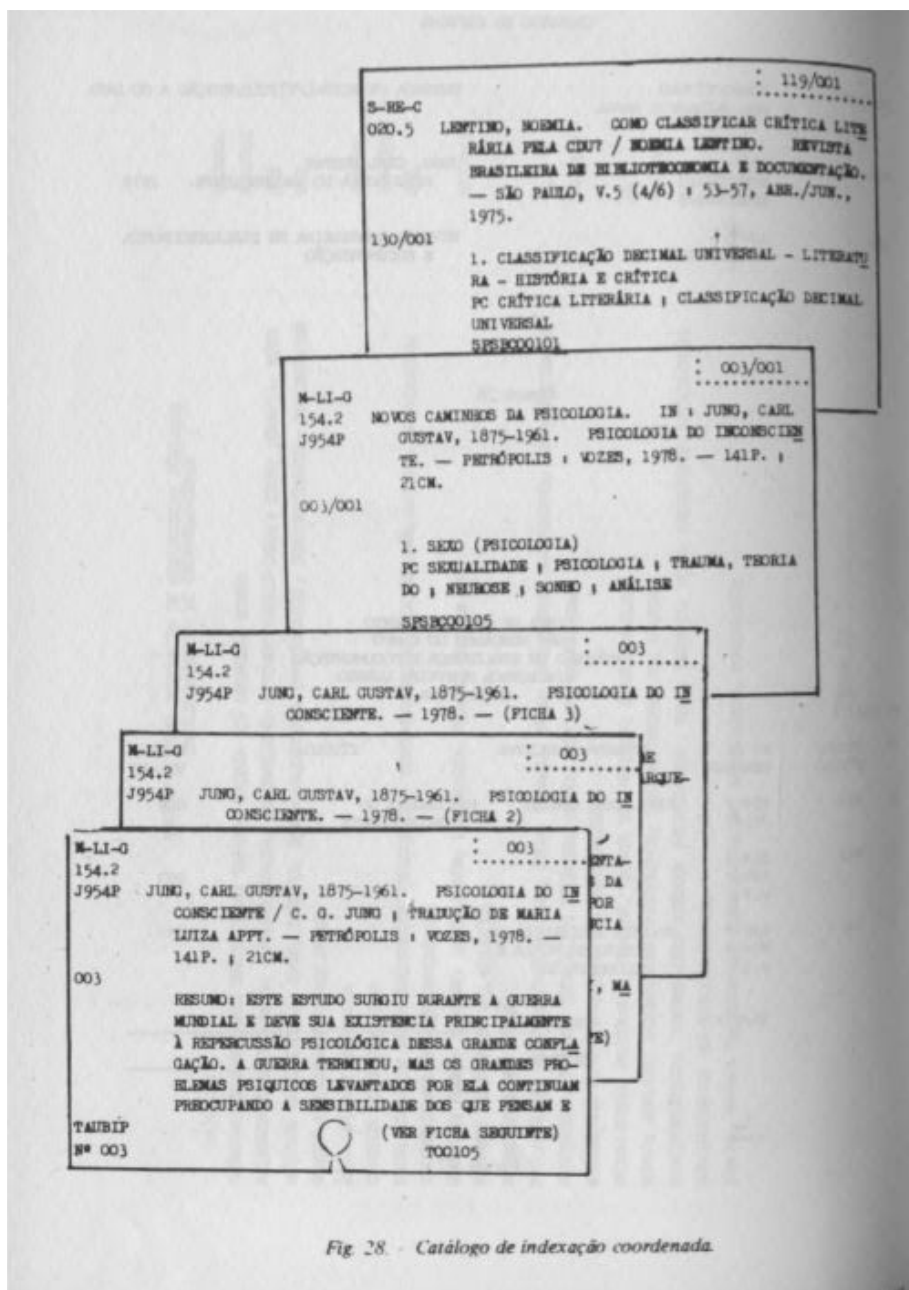 119/001
S-RE-C
020.5 LENTINO, NOEMIA. COMO CLASSIFICAR CRÍTICA LITE
RÁRIA PELA CDU? / NOEMIA LENTINO. REVISTA
BRASILEIRA DE BIBLIOTECONOMIA E DOCUMENTAÇÃO.
— SÃO PAULO, V.5 (4/6) : 53-57, ABR./JUN.,
1975.
130/001
1. CLASSIFICAÇÃO DECIMAL UNIVERSAL - LITERATU
RA - HISTÓRIA E CRÍTICA
PC CRÍTICA LITERÁRIA ; CLASSIFICAÇÃO DECIMAL
UNIVERSAL
SPSPC00101
003/001
M-LI-G
154.2 NOVOS CAMINHOS DA PSICOLOGIA. IN : JUNG, CARL
J954P GUSTAV, 1875-1961. PSICOLOGIA DO INCONSCIEN
TE. — PETRÓPOLIS : VOZES, 1978. — 141P. ;
21CM.
003/001
1. SEXO (PSICOLOGIA)
PC SEXUALIDADE ; PSICOLOGIA ; TRAUMA, TEORIA
DO ; NEUROSE ; SONHO ; ANÁLISE
SPSPC00105
M-LI-G 003
154.2
J954P JUNG, CARL GUSTAV, 1875-1961. PSICOLOGIA DO IN
CONSCIENTE. — 1978. — (FICHA 3)
E
RQUE-
M-LI-G 003
154.2
J954P JUNG, CARL GUSTAV, 1875-1961. PSICOLOGIA DO IN
CONSCIENTE. — 1978. — (FICHA 2)
ENTA-
DA
POR
NCIA
, MA
TE)
M-LI-G 003
154.2
J954P JUNG, CARL GUSTAV, 1875-1961. PSICOLOGIA DO IN
CONSCIENTE / C. G. JUNG ; TRADUÇÃO DE MARIA
LUIZA APPY. — PETRÓPOLIS : VOZES, 1978. —
141P. ; 21CM.
003
RESUMO: ESTE ESTUDO SURGIU DURANTE A GUERRA
MUNDIAL E DEVE SUA EXISTENCIA PRINCIPALMENTE
À REPERCUSSÃO PSICOLÓGICA DESSA GRANDE CONFLA
GAÇÃO. A GUERRA TERMINOU, MAS OS GRANDES PRO-
BLEMAS PSIQUICOS LEVANTADOS POR ELA CONTINUAM
PREOCUPANDO A SENSIBILIDADE DOS QUE PENSAM E
TAUBIP (VER FICHA SEGUINTE)
Nº 003 T00105
Fig. 28. - Catálogo de indexação coordenada.